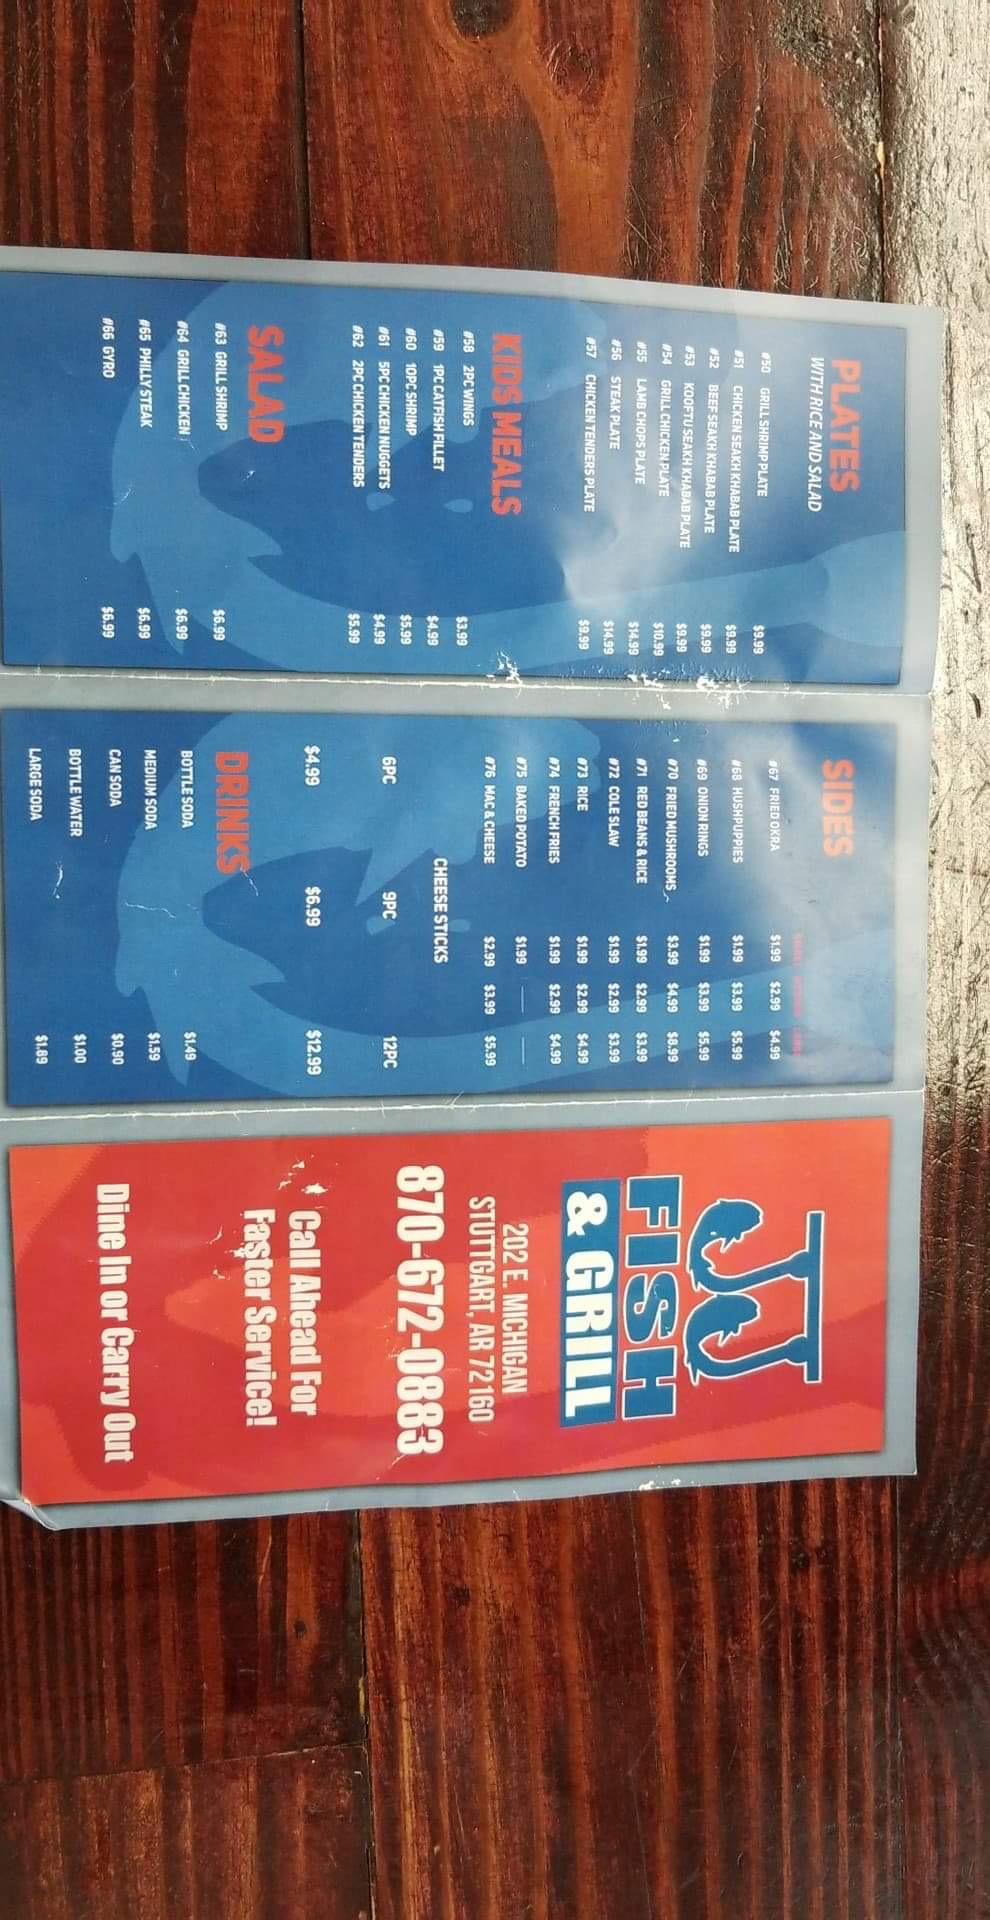 PLATES
WITH RICE AND SALAD
#50 GRILL SHRIMP PLATE $9.99
#51 CHICKEN SEAKH KHABAB PLATE $9.99
#52 BEEF SEAKH KHABAB PLATE $9.99
#53 KOOFTU SEAKH KHABAB PLATE $9.99
#54 GRILL CHICKEN PLATE $10.99
#55 LAMB CHOPS PLATE $14.99
#56 STEAK PLATE $14.99
#57 CHICKEN TENDERS PLATE $9.99
KIDS MEALS
#58 2PC WINGS $3.99
#59 1PC CATFISH FILLET $4.99
#60 10PC SHRIMP $5.99
#61 5PC CHICKEN NUGGETS $4.99
#62 2PC CHICKEN TENDERS $5.99
SALAD
#63 GRILL SHRIMP $6.99
#64 GRILL CHICKEN $6.99
#65 PHILLY STEAK $6.99
#66 GYRO $6.99
SIDES
#67 FRIED OKRA $1.99 $2.99 $4.99
#68 HUSHPUPPIES $1.99 $3.99 $5.99
#69 ONION RINGS $1.99 $3.99 $5.99
#70 FRIED MUSHROOMS $3.99 $4.99 $8.99
#71 RED BEANS & RICE $1.99 $2.99 $3.99
#72 COLE SLAW $1.99 $2.99 $3.99
#73 RICE $1.99 $2.99 $4.99
#74 FRENCH FRIES $1.99 $2.99 $4.99
#75 BAKED POTATO $1.99 — —
#76 MAC & CHEESE $2.99 $3.99 $5.99
CHEESE STICKS
6PC 9PC 12PC
$4.99 $6.99 $12.99
DRINKS
BOTTLE SODA $1.49
MEDIUM SODA $1.59
CAN SODA $0.90
BOTTLE WATER $1.00
LARGE SODA $1.89
JJ
FISH
& GRILL
202 E. MICHIGAN
STUTTGART, AR 72160
870-672-0883
Call Ahead For
Faster Service!
Dine In or Carry Out